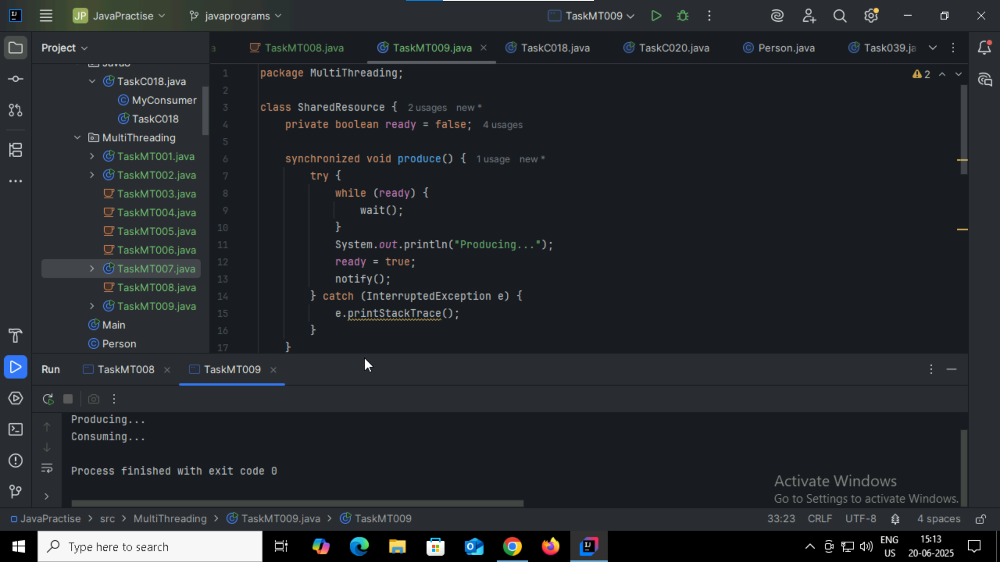 JP JavaPractise javaprograms TaskMT009
Project
a TaskMT008.java TaskMT009.java TaskC018.java TaskC020.java Person.java Task039.ja
TaskC018.java
MyConsumer
TaskC018
MultiThreading
TaskMT001.java
TaskMT002.java
TaskMT003.java
TaskMT004.java
TaskMT005.java
TaskMT006.java
TaskMT007.java
TaskMT008.java
TaskMT009.java
Main
Person
2
1 package MultiThreading;
2
3 class SharedResource { 2 usages new *
4 private boolean ready = false; 4 usages
5
6 synchronized void produce() { 1 usage new *
7 try {
8 while (ready) {
9 wait();
10 }
11 System.out.println("Producing...");
12 ready = true;
13 notify();
14 } catch (InterruptedException e) {
15 e.printStackTrace();
16 }
17 }
Run TaskMT008 TaskMT009
Producing...
Consuming...
Process finished with exit code 0
Activate Windows
Go to Settings to activate Windows.
JavaPractise > src > MultiThreading > TaskMT009.java > TaskMT009 33:23 CRLF UTF-8 4 spaces
Type here to search
ENG
US
15:13
20-06-2025